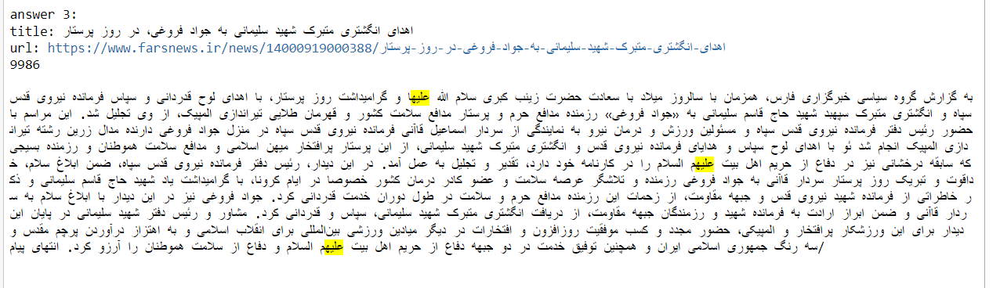 answer 3:
title: اهدای انگشتری متبرک شهید سلیمانی به جواد فروغی، در روز پرستار
url: https://www.farsnews.ir/news/14000919000388/اهدای-انگشتری-متبرک-شهید-سلیمانی-به-جواد-فروغی-در-روز-پرستار
9986
به گزارش گروه سیاسی خبرگزاری فارس، همزمان با سالروز میلاد با سعادت حضرت زینب کبری سلام الله علیها و گرامیداشت روز پرستار، با اهدای لوح قدردانی و سپاس فرمانده نیروی قدس
سپاه و انگشتری متبرک سپهبد شهید حاج قاسم سلیمانی به «جواد فروغی» رزمنده مدافع حرم و پرستار مدافع سلامت کشور و قهرمان طلایی تیراندازی المپیک، از وی تجلیل شد. این مراسم با
حضور رئیس دفتر فرمانده نیروی قدس سپاه و مسئولین ورزش و درمان نیرو به نمایندگی از سردار اسماعیل قاآنی فرمانده نیروی قدس سپاه در منزل جواد فروغی دارنده مدال زرین رشته تیران
دازی المپیک انجام شد ئو با اهدای لوح سپاس و هدایای فرمانده نیروی قدس و انگشتری متبرک شهید سلیمانی، از این پرستار پرافتخار میهن اسلامی و مدافع سلامت هموطنان و رزمنده بسیجی
که سابقه درخشانی نیز در دفاع از حریم اهل بیت علیهم السلام را در کارنامه خود دارد، تقدیر و تجلیل به عمل آمد. در این دیدار، رئیس دفتر فرمانده نیروی قدس سپاه، ضمن ابلاغ سلام، خ
داقوت و تبریک روز پرستار سردار قاآنی به جواد فروغی رزمنده و تلاشگر عرصه سلامت و عضو کادر درمان کشور خصوصا در ایام کرونا، با گرامیداشت یاد شهید حاج قاسم سلیمانی و ذک
ر خاطراتی از فرمانده شهید نیروی قدس و جبهه مقاومت، از زحمات این رزمنده مدافع حرم و سلامت در طول دوران خدمت قدردانی کرد. جواد فروغی نیز در این دیدار با ابلاغ سلام به س
ردار قاآنی و ضمن ابراز ارادت به فرمانده شهید و رزمندگان جبهه مقاومت، از دریافت انگشتری متبرک شهید سلیمانی، سپاس و قدردانی کرد. مشاور و رئیس دفتر شهید سلیمانی در پایان این
دیدار برای این ورزشکار پرافتخار و المپیکی، حضور مجدد و کسب موفقیت روزافزون و افتخارات در دیگر میادین ورزشی بین‌المللی برای انقلاب اسلامی و به اهتزاز درآوردن پرچم مقدس و
سه رنگ جمهوری اسلامی ایران و همچنین توفیق خدمت در دو جبهه دفاع از حریم اهل بیت علیهم السلام و دفاع از سلامت هموطنان را آرزو کرد. انتهای پیام/